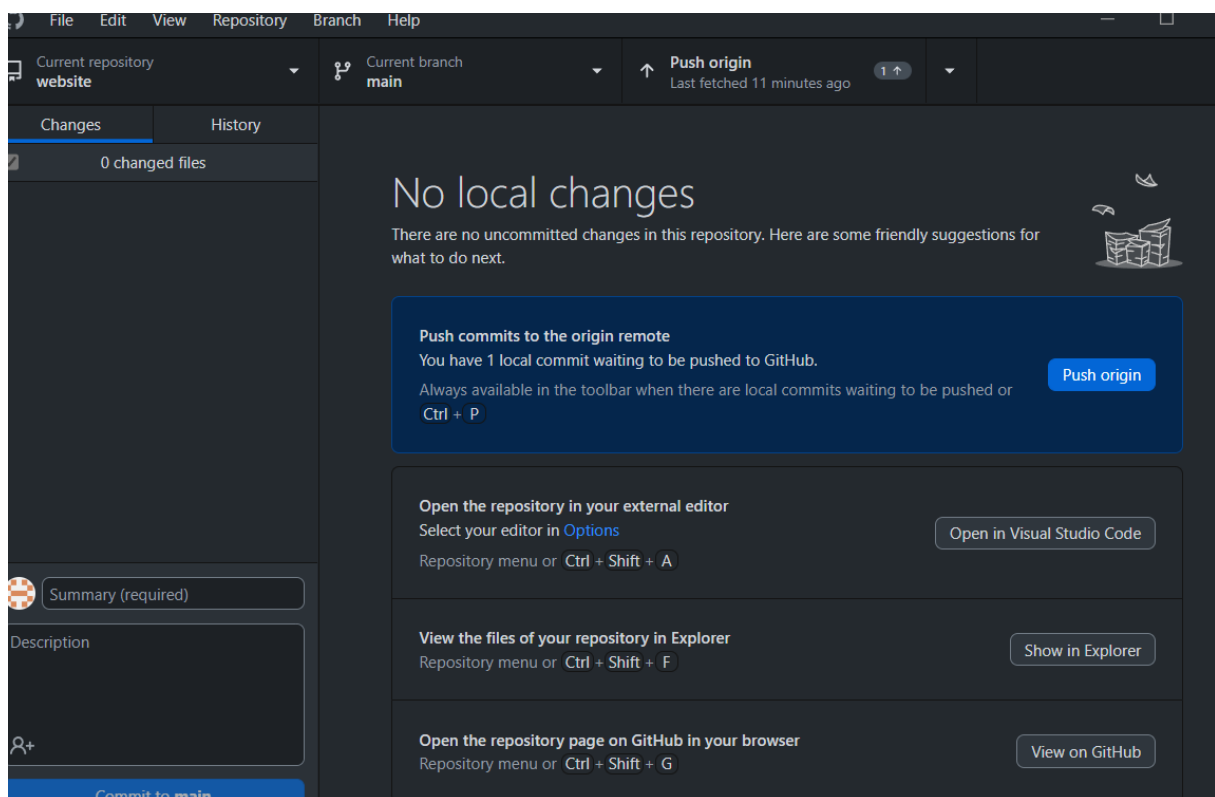 File Edit View Repository Branch Help
Current repository
website
Current branch
main
Push origin
Last fetched 11 minutes ago
1 ↑
Changes
History
0 changed files
No local changes
There are no uncommitted changes in this repository. Here are some friendly suggestions for
what to do next.
Push commits to the origin remote
You have 1 local commit waiting to be pushed to GitHub.
Always available in the toolbar when there are local commits waiting to be pushed or
Ctrl + P
Push origin
Open the repository in your external editor
Select your editor in Options
Repository menu or Ctrl + Shift + A
Open in Visual Studio Code
View the files of your repository in Explorer
Repository menu or Ctrl + Shift + F
Show in Explorer
Open the repository page on GitHub in your browser
Repository menu or Ctrl + Shift + G
View on GitHub
Summary (required)
Description
Commit to main